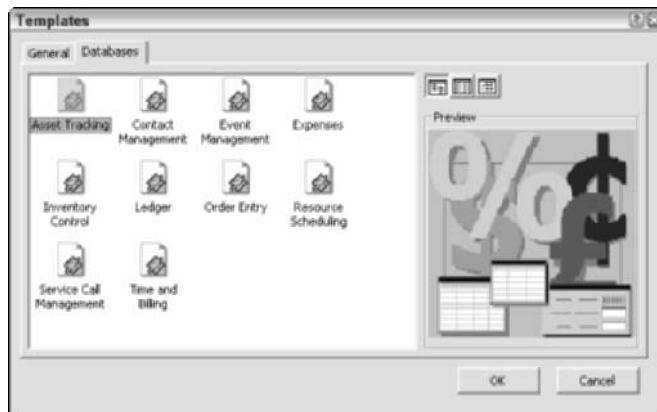 Templates
General Databases
Asset Tracking Contact Management Event Management Expenses
Inventory Control Ledger Order Entry Resource Scheduling
Service Call Management Time and Billing
Preview
OK Cancel